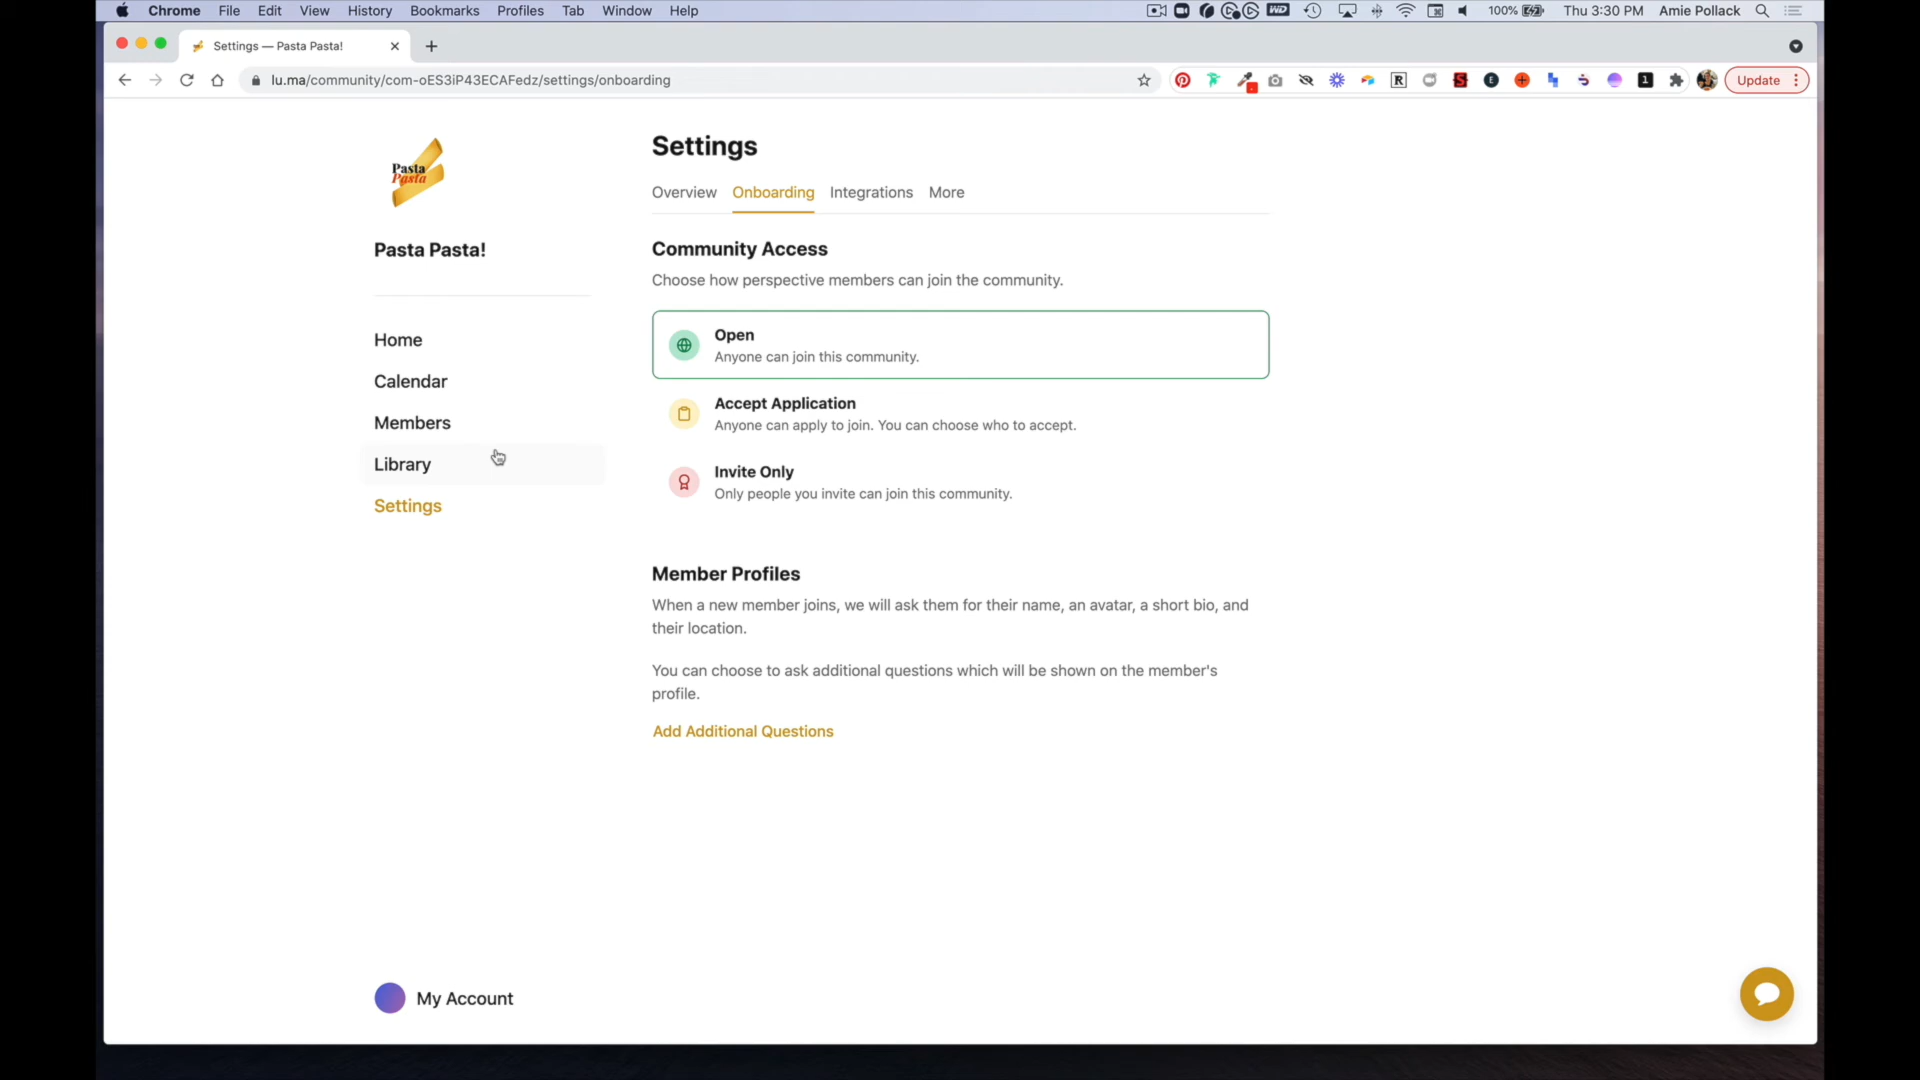 Chrome File Edit View History Bookmarks Profiles Tab Window Help 100% Thu 3:30 PM Amie Pollack
Settings — Pasta Pasta!
lu.ma/community/com-oES3iP43ECAFedz/settings/onboarding Update
Pasta
Pasta
Pasta Pasta!
Home
Calendar
Members
Library
Settings
My Account
Settings
Overview Onboarding Integrations More
Community Access
Choose how perspective members can join the community.
Open
Anyone can join this community.
Accept Application
Anyone can apply to join. You can choose who to accept.
Invite Only
Only people you invite can join this community.
Member Profiles
When a new member joins, we will ask them for their name, an avatar, a short bio, and
their location.
You can choose to ask additional questions which will be shown on the member's
profile.
Add Additional Questions